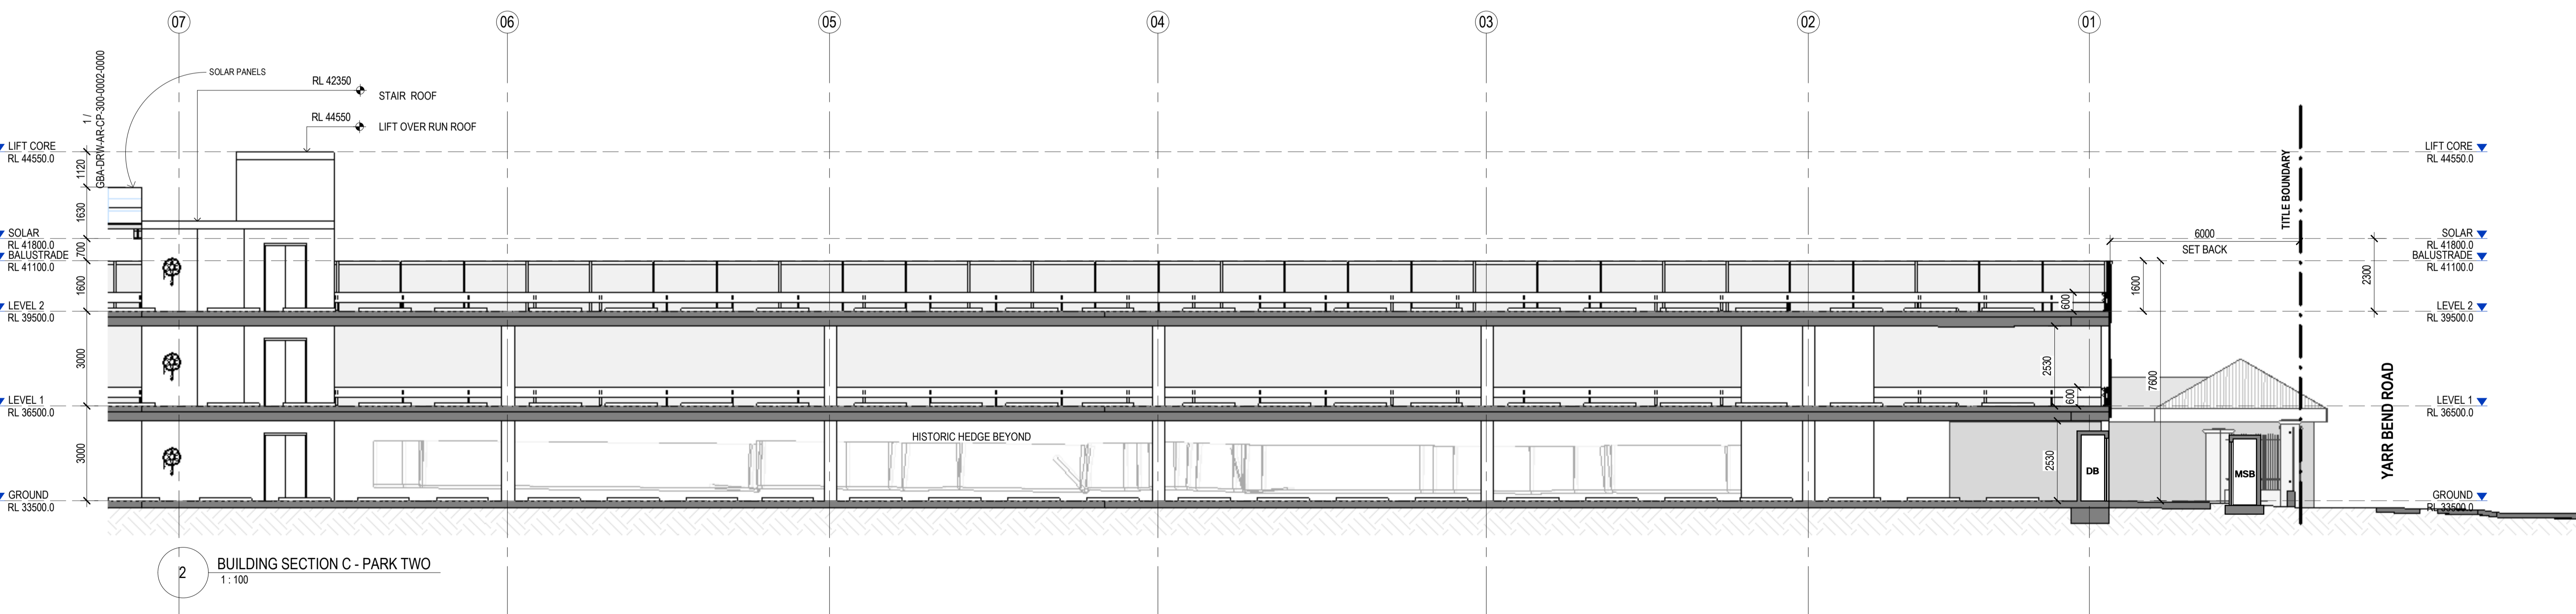 07
06
05
04
03
02
01
1 /
GBA-DRW-AR-CP-300-0002-0000
SOLAR PANELS
RL 42350
STAIR  ROOF
RL 44550
LIFT OVER RUN ROOF
LIFT CORE
RL 44550.0
1120
1630
SOLAR
RL 41800.0
700
BALUSTRADE
RL 41100.0
1600
LEVEL 2
RL 39500.0
3000
LEVEL 1
RL 36500.0
3000
GROUND
RL 33500.0
HISTORIC HEDGE BEYOND
600
2530
600
2530
DB
MSB
1600
7600
6000
SET BACK
TITLE BOUNDARY
2300
YARR BEND ROAD
LIFT CORE
RL 44550.0
SOLAR
RL 41800.0
BALUSTRADE
RL 41100.0
LEVEL 2
RL 39500.0
LEVEL 1
RL 36500.0
GROUND
RL 33500.0
2
BUILDING SECTION C - PARK TWO
1 : 100